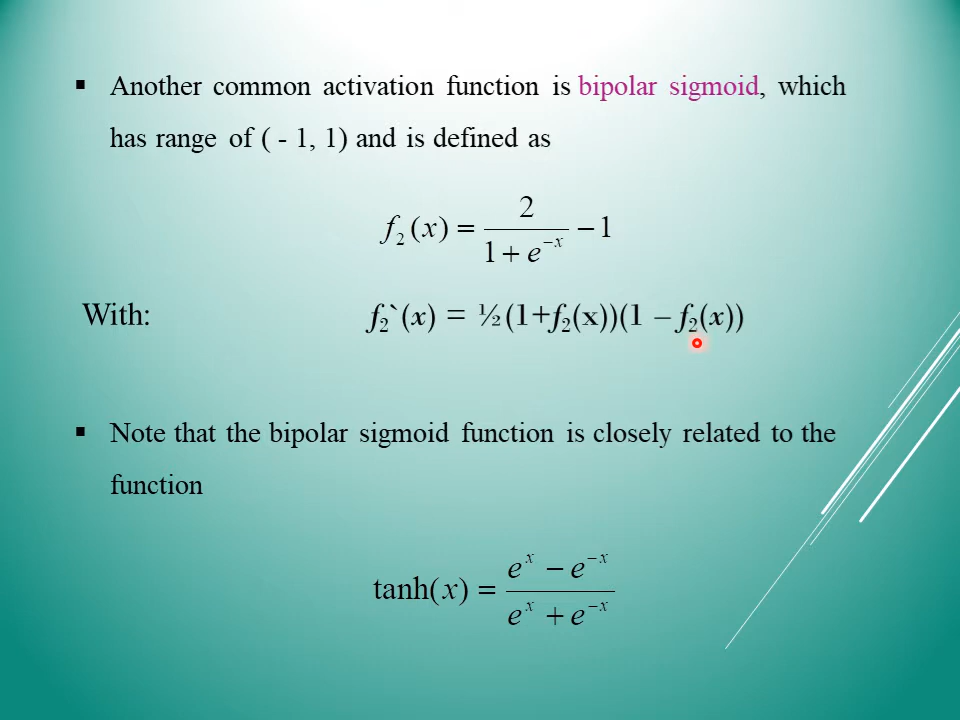 ▪ Another common activation function is bipolar sigmoid, which
has range of ( - 1, 1) and is defined as
f₂(x) = 2 / (1 + e^{-x}) − 1
With: f₂`(x) = ½(1+f₂(x))(1 – f₂(x))
▪ Note that the bipolar sigmoid function is closely related to the
function
tanh(x) = (e^x − e^{-x}) / (e^x + e^{-x})